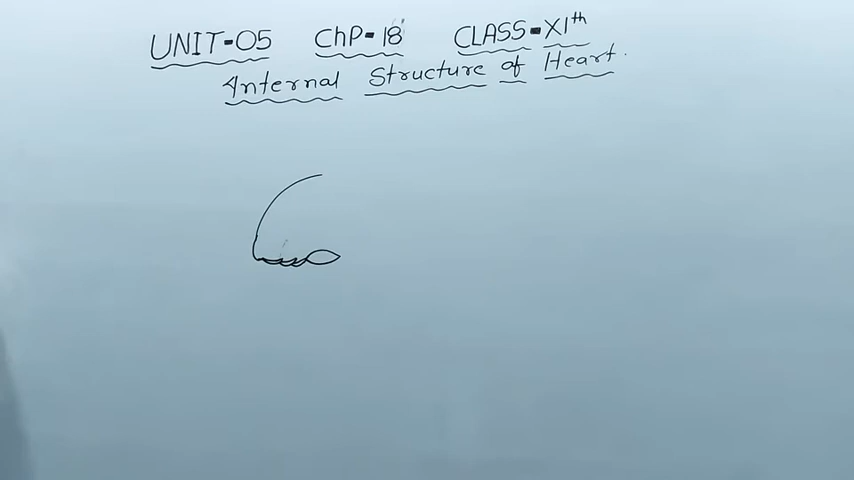 UNIT-05 ChP-18 CLASS-XIth
Internal Structure of Heart.